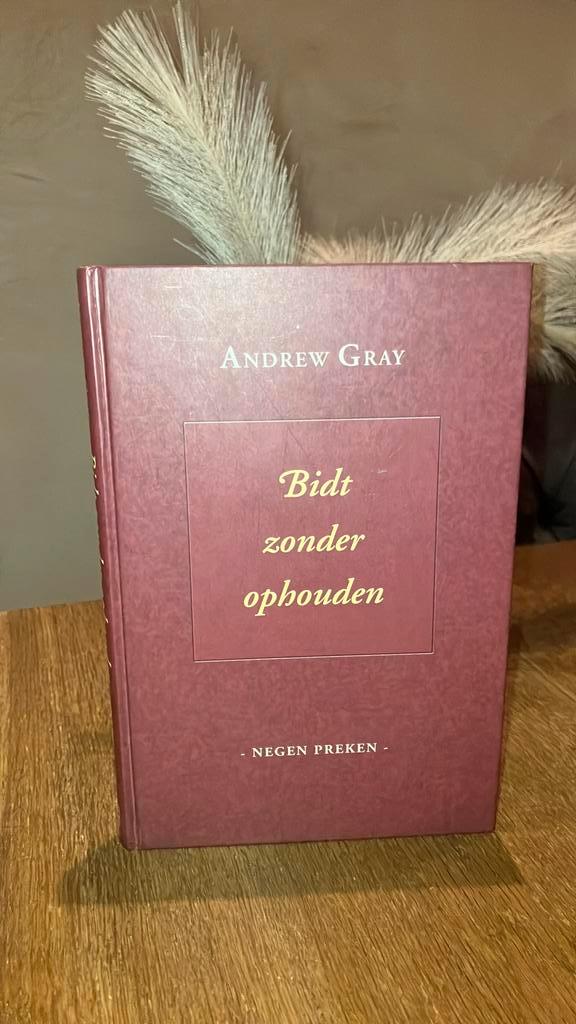 ANDREW GRAY
Bidt
zonder
ophouden
- NEGEN PREKEN -